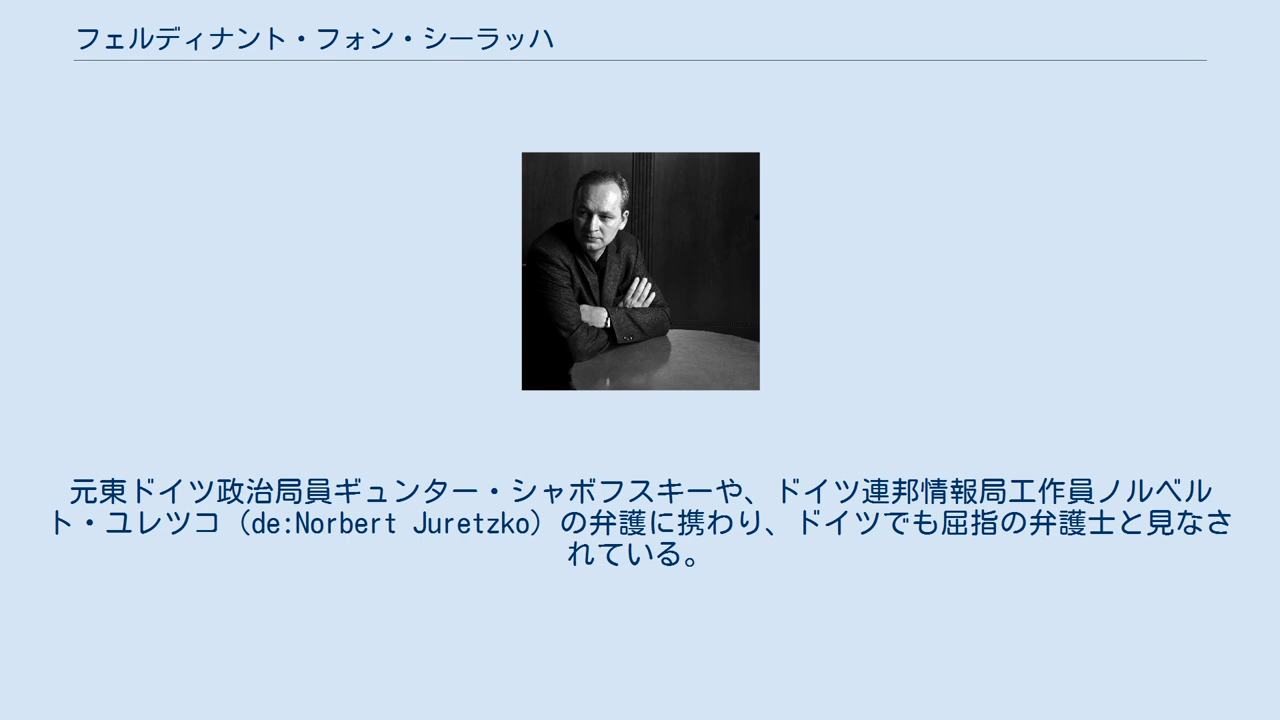 フェルディナント・フォン・シーラッハ
元東ドイツ政治局員ギュンター・シャボフスキーや、ドイツ連邦情報局工作員ノルベル
ト・ユレツコ（de:Norbert Juretzko）の弁護に携わり、ドイツでも屈指の弁護士と見なさ
れている。